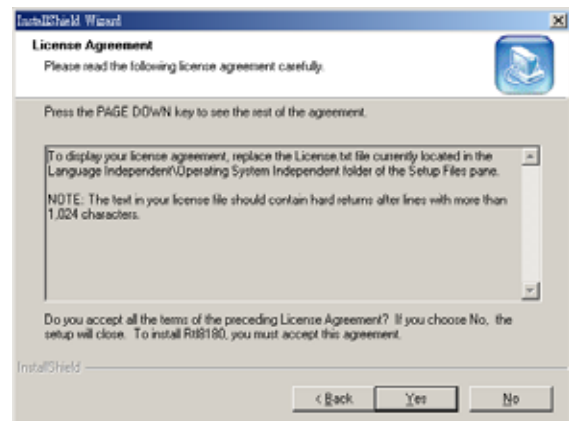 InstallShield Wizard
License Agreement
Please read the following license agreement carefully.
Press the PAGE DOWN key to see the rest of the agreement.
To display your license agreement, replace the License.txt file currently located in the
Language Independent\Operating System Independent folder of the Setup Files pane.
NOTE: The text in your license file should contain hard returns after lines with more than
1,024 characters.
Do you accept all the terms of the preceding License Agreement? If you choose No, the
setup will close. To install Rtl8180, you must accept this agreement.
InstallShield
< Back
Yes
No